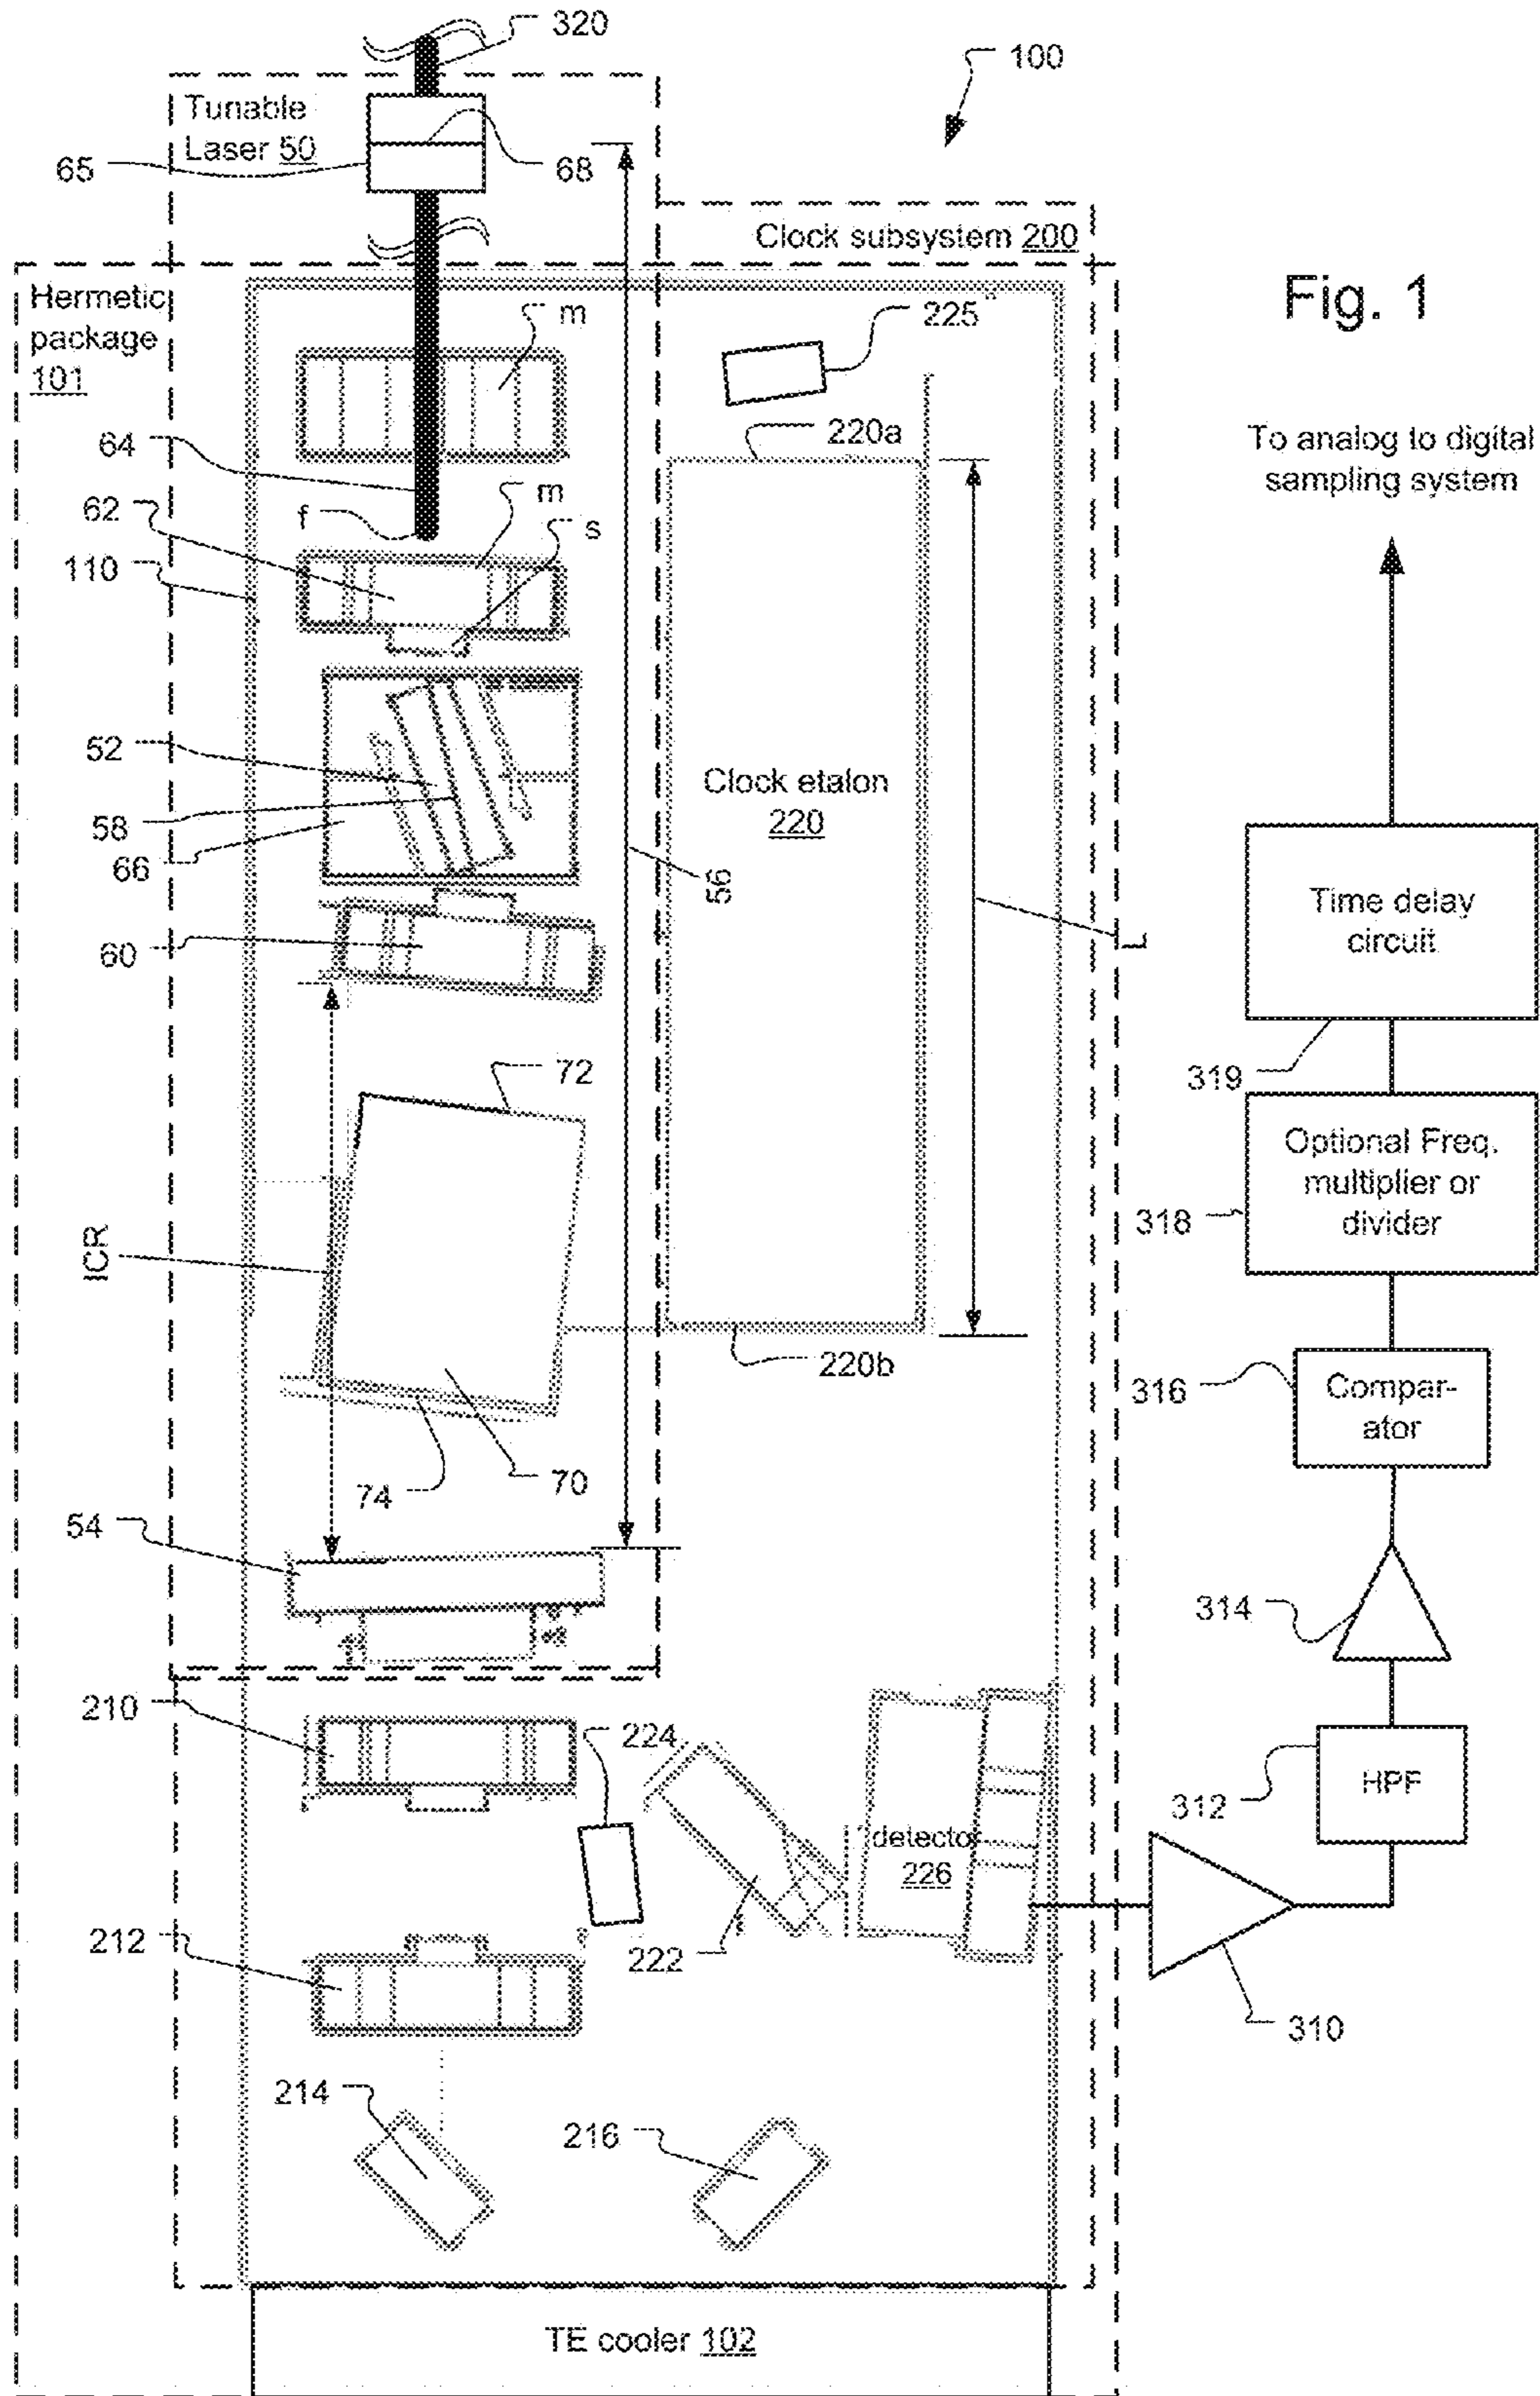 320
100
Tunable
Laser 50
65
68
Clock subsystem 200
Hermetic
package
101
m
225
Fig. 1
64
220a
To analog to digital
sampling system
62
m
f
s
110
52
Clock etalon
220
58
66
56
Time delay
circuit
60
L
72
319
Optional Freq.
multiplier or
divider
318
ICR
220b
316
Compar-
ator
74
70
54
314
210
224
312
HPF
detector
226
212
222
310
214
216
TE cooler 102